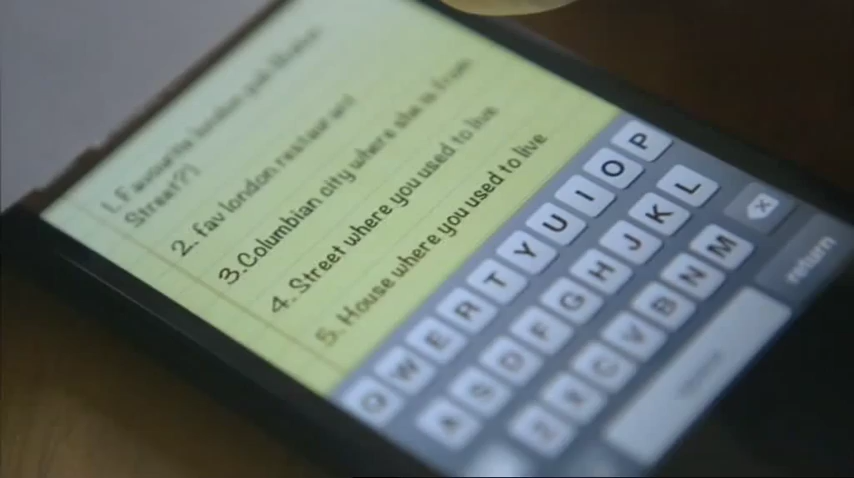 1. Favourite london pub (Bruton
Street?)
2. fav london restaurant
3.Columbian city where she is from
4. Street where you used to live
5. House where you used to live
Q W E R T Y U I O P
A S D F G H J K L
Z X C V B N M
return